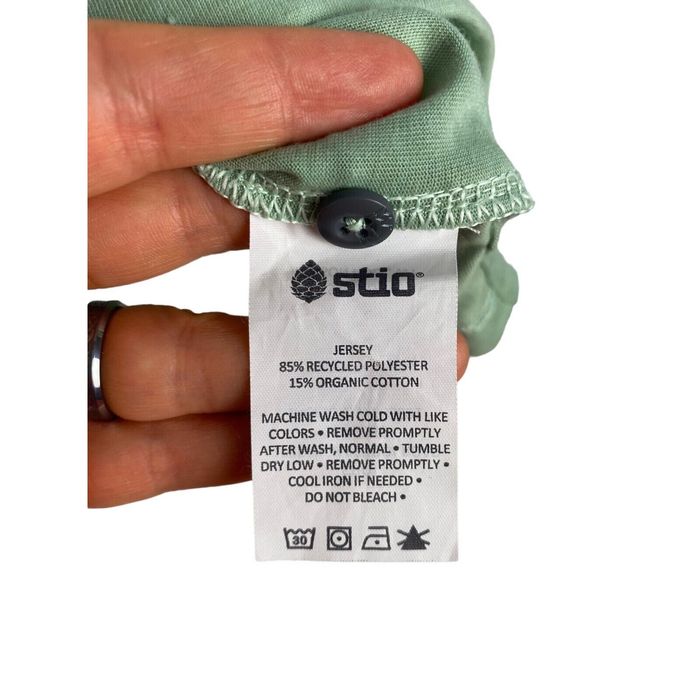 stio®
JERSEY
85% RECYCLED POLYESTER
15% ORGANIC COTTON
MACHINE WASH COLD WITH LIKE
COLORS • REMOVE PROMPTLY
AFTER WASH, NORMAL • TUMBLE
DRY LOW • REMOVE PROMPTLY •
COOL IRON IF NEEDED •
DO NOT BLEACH •
30